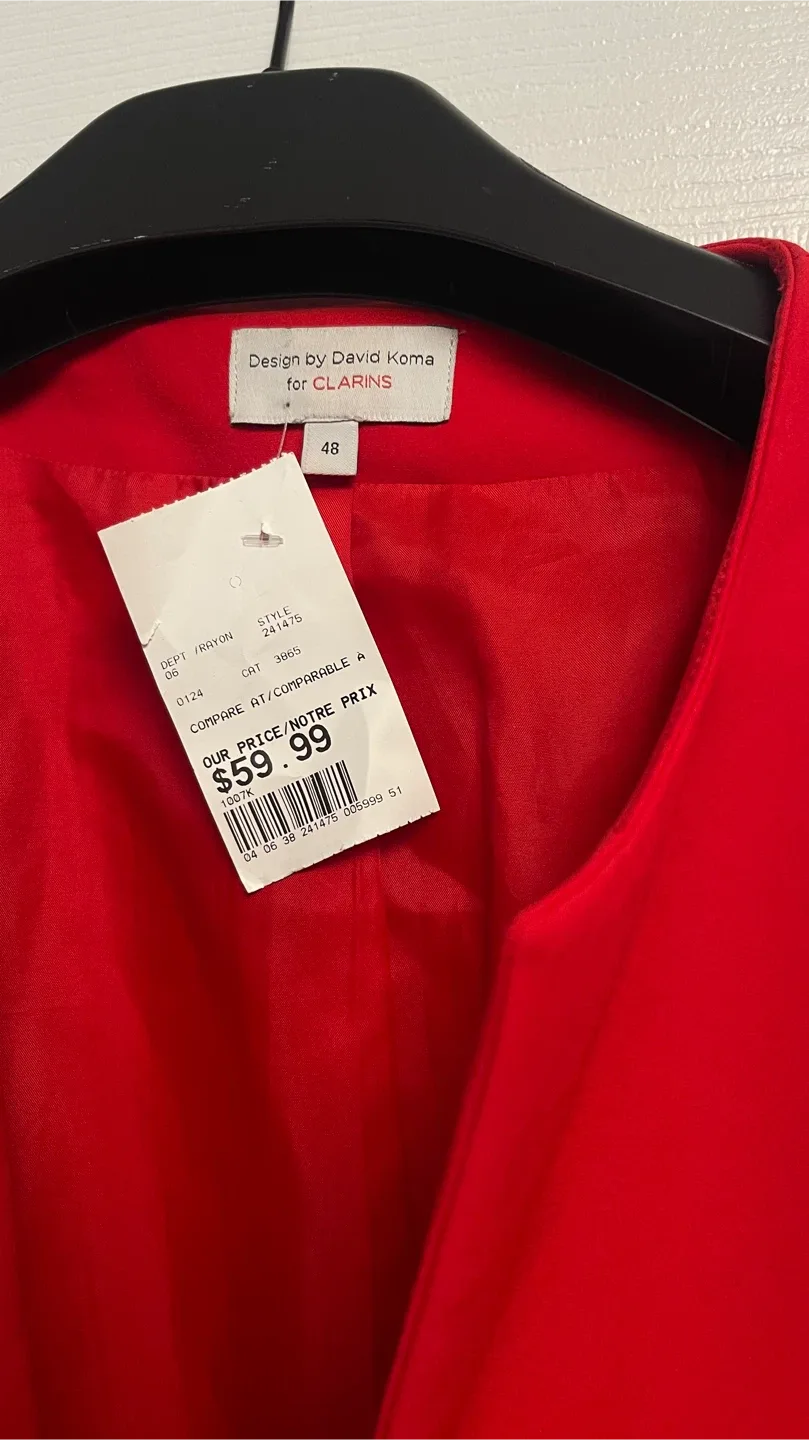 Design by David Koma
for CLARINS
48
DEPT /RAYON STYLE
06 241475
0124 CAT 3865
COMPARE AT/COMPARABLE À
OUR PRICE/NOTRE PRIX
$59.99
1007K
04 06 38 241475 005999 51